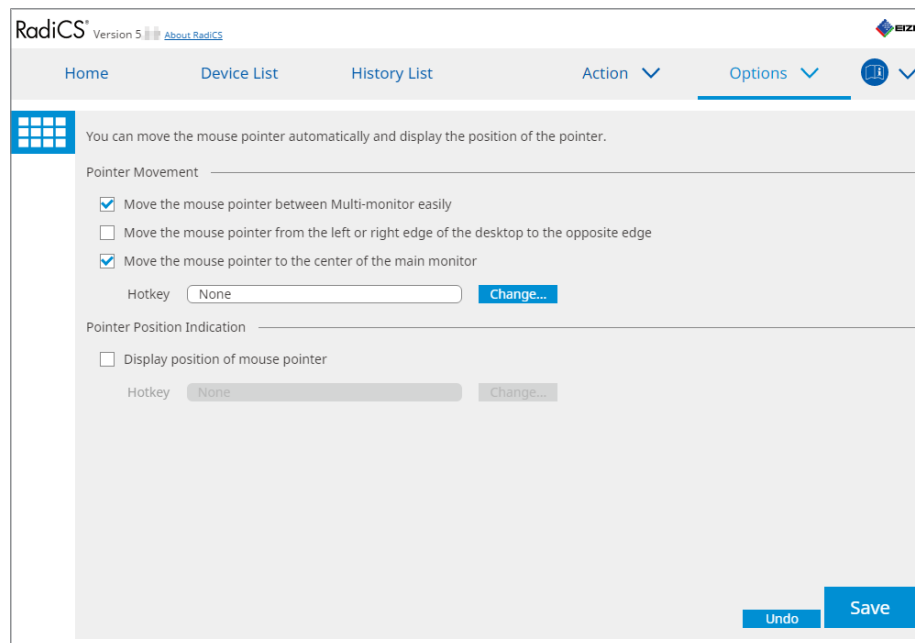 RadiCS® Version 5. About RadiCS
Home Device List History List Action Options
You can move the mouse pointer automatically and display the position of the pointer.
Pointer Movement
Move the mouse pointer between Multi-monitor easily
Move the mouse pointer from the left or right edge of the desktop to the opposite edge
Move the mouse pointer to the center of the main monitor
Hotkey None Change...
Pointer Position Indication
Display position of mouse pointer
Hotkey None Change...
Save
Undo